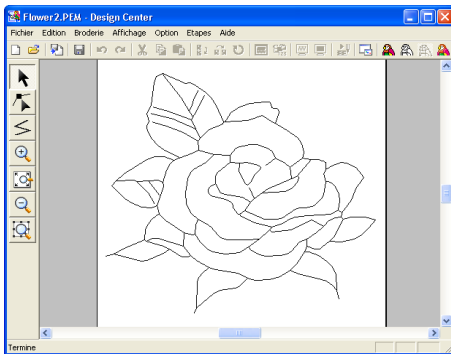 Flower2.PEM - Design Center
Fichier Edition Broderie Affichage Option Etapes Aide
Termine